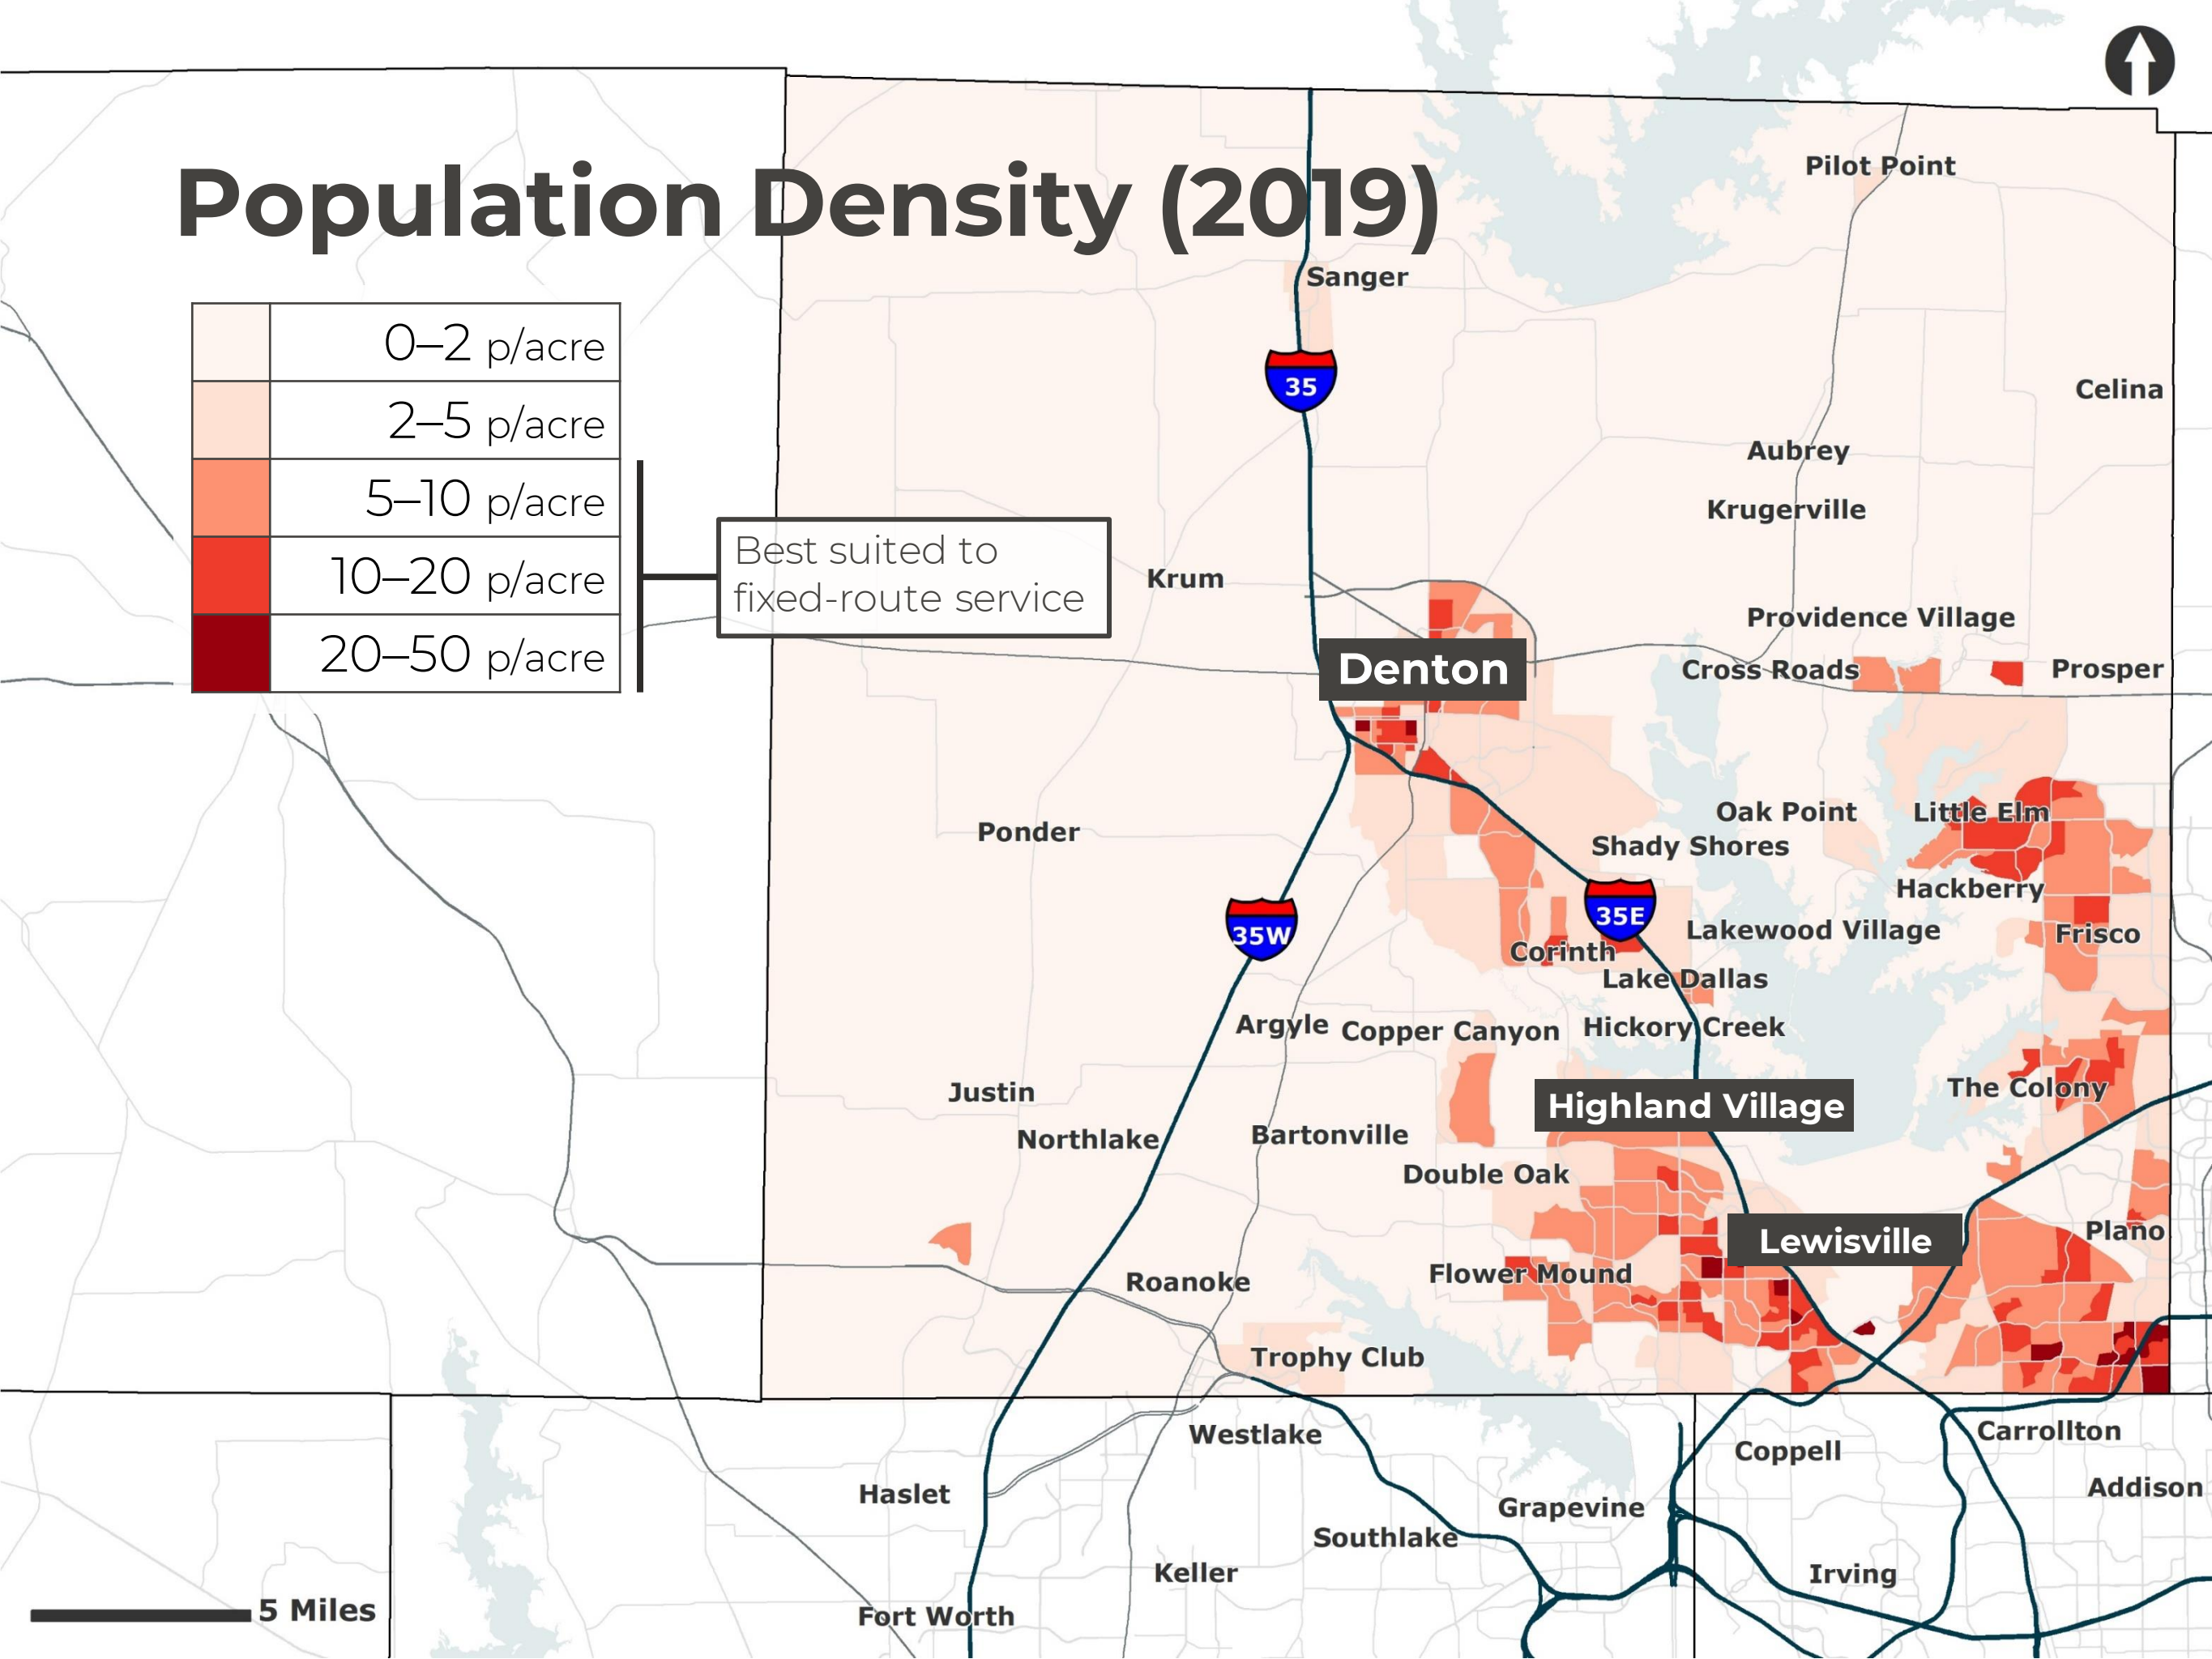 Population Density (2019)
0–2 p/acre
2–5 p/acre
5–10 p/acre
10–20 p/acre
20–50 p/acre
Best suited to
fixed-route service
Pilot Point
Sanger
35
Celina
Aubrey
Krugerville
Krum
Providence Village
Denton
Cross Roads
Prosper
Oak Point
Little Elm
Ponder
Shady Shores
Hackberry
35E
35W
Lakewood Village
Frisco
Corinth
Lake Dallas
Argyle
Copper Canyon
Hickory Creek
Justin
The Colony
Highland Village
Northlake
Bartonville
Double Oak
Plano
Lewisville
Flower Mound
Roanoke
Trophy Club
Westlake
Carrollton
Coppell
Haslet
Addison
Grapevine
Southlake
Keller
Irving
5 Miles
Fort Worth